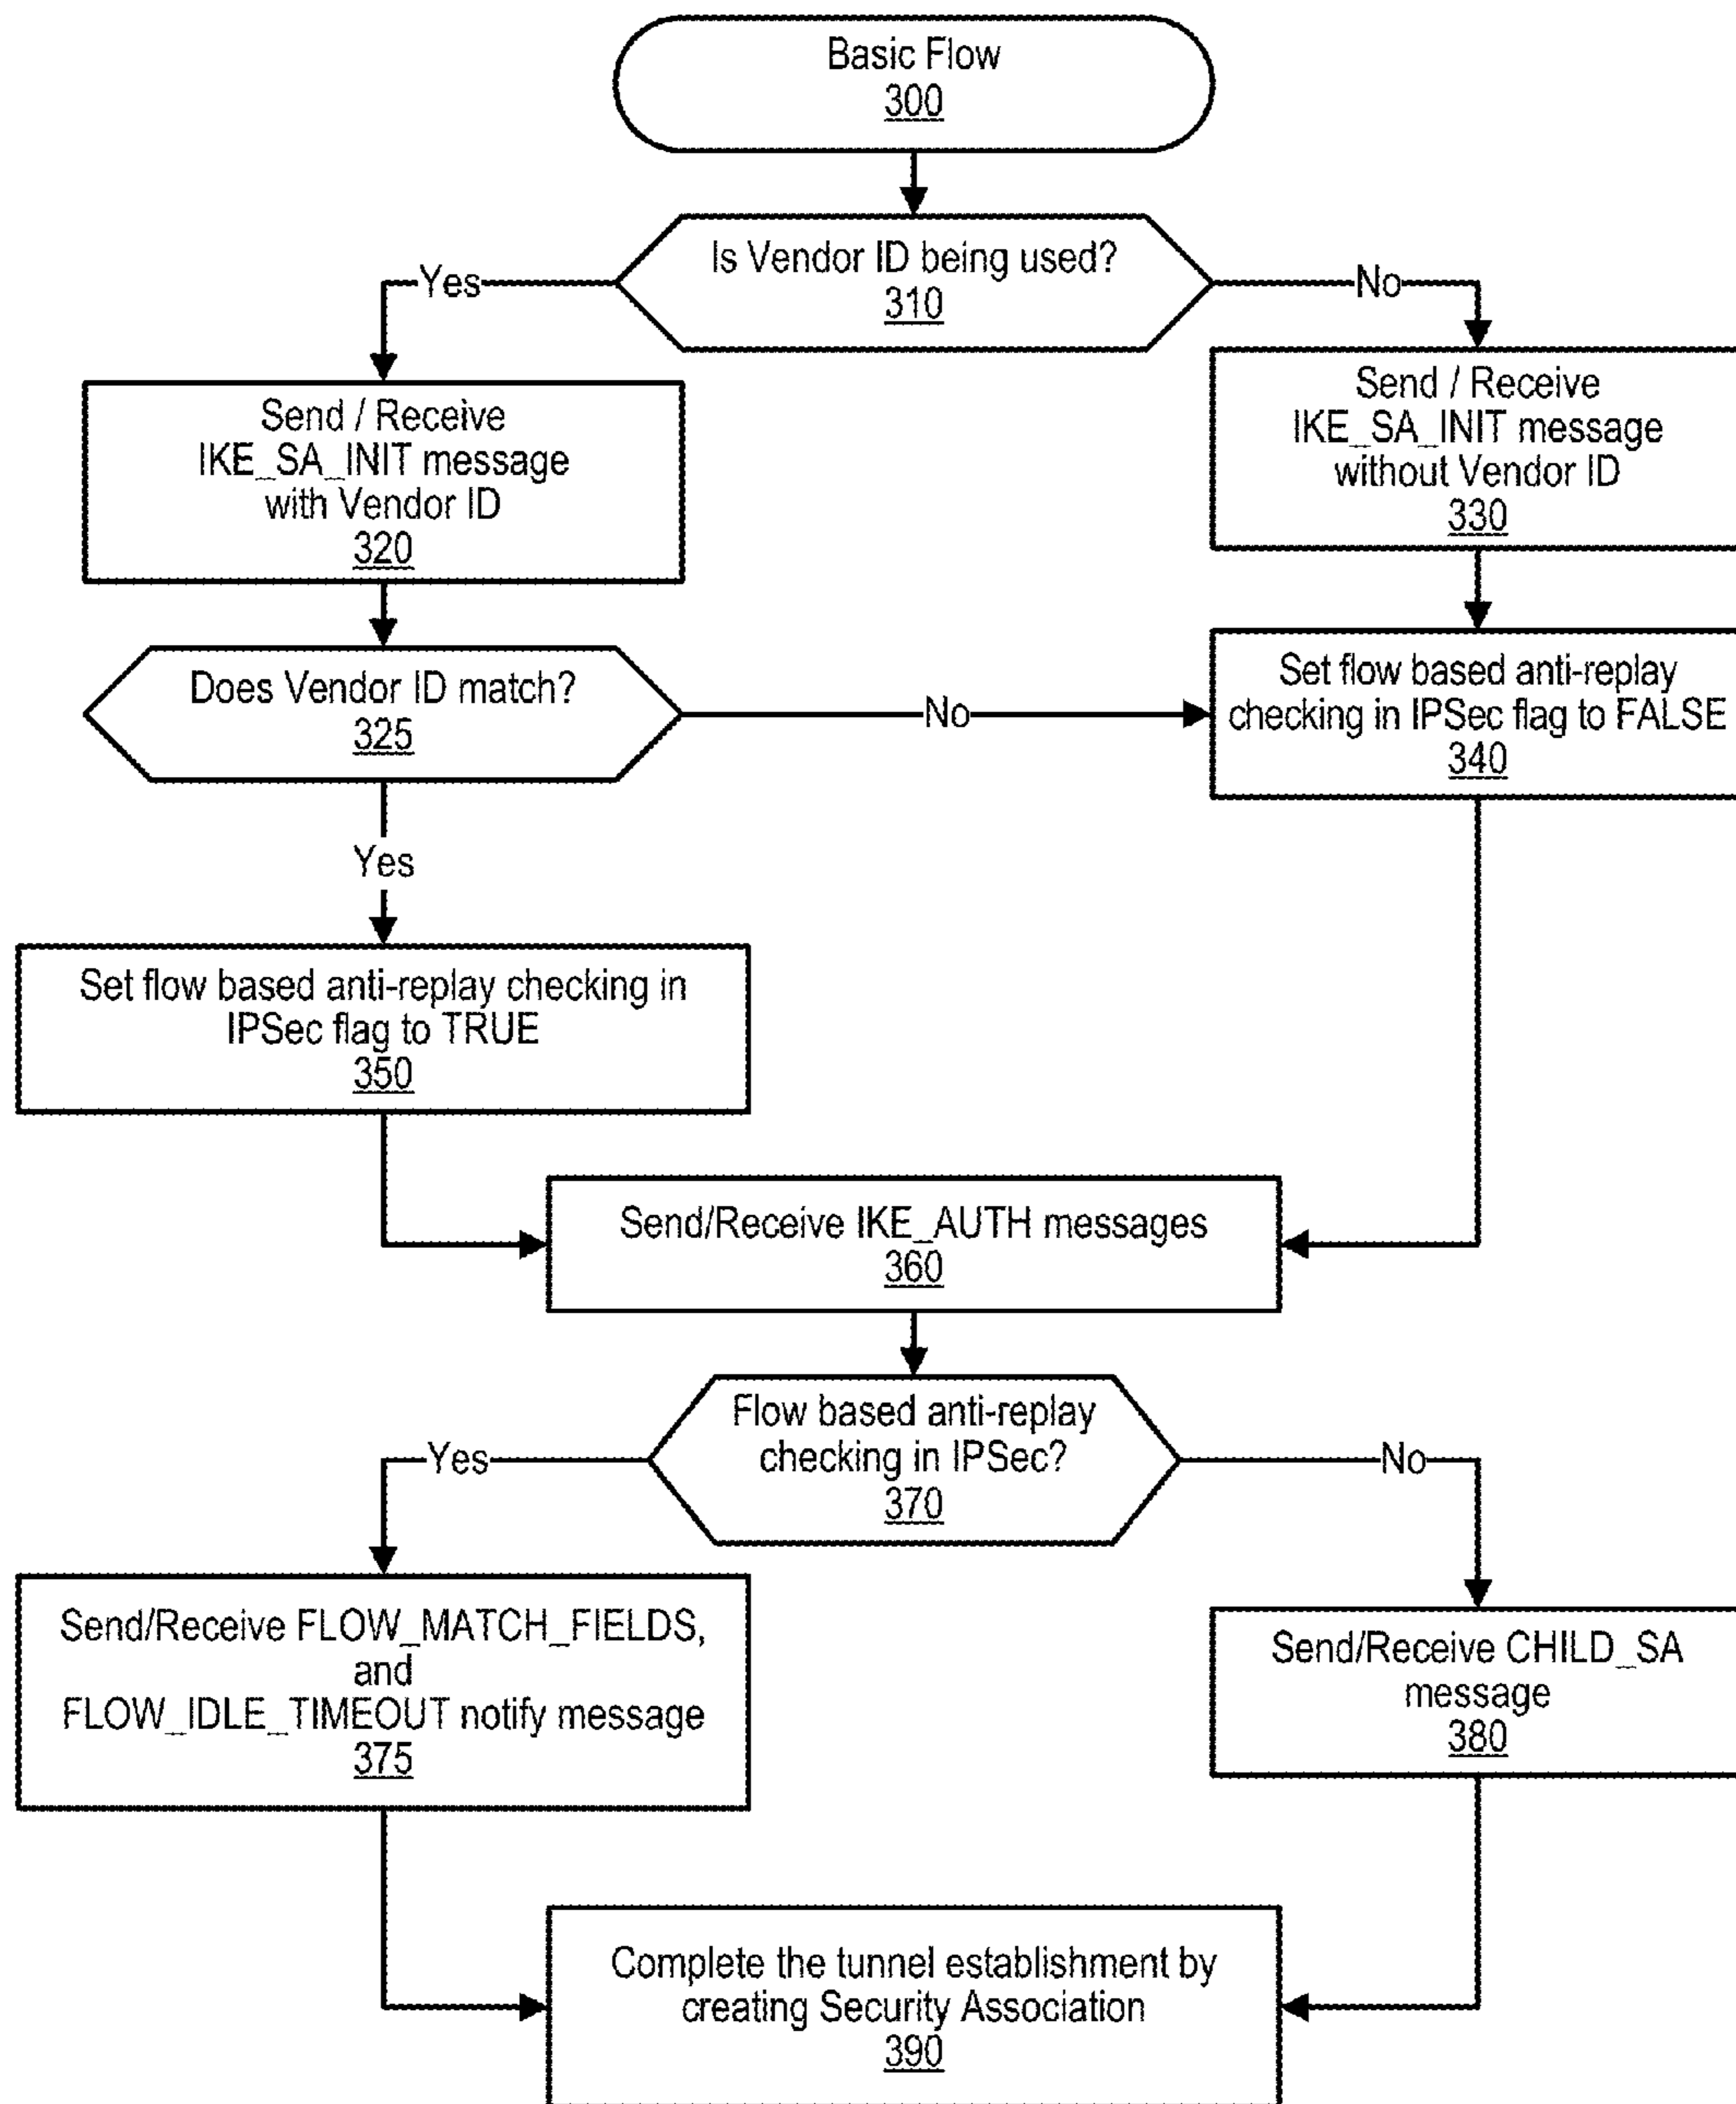 Basic Flow
300
Is Vendor ID being used?
310
Yes
No
Send / Receive
IKE_SA_INIT message
with Vendor ID
320
Send / Receive
IKE_SA_INIT message
without Vendor ID
330
Does Vendor ID match?
325
No
Set flow based anti-replay
checking in IPSec flag to FALSE
340
Yes
Set flow based anti-replay checking in
IPSec flag to TRUE
350
Send/Receive IKE_AUTH messages
360
Flow based anti-replay
checking in IPSec?
370
Yes
No
Send/Receive FLOW_MATCH_FIELDS,
and
FLOW_IDLE_TIMEOUT notify message
375
Send/Receive CHILD_SA
message
380
Complete the tunnel establishment by
creating Security Association
390